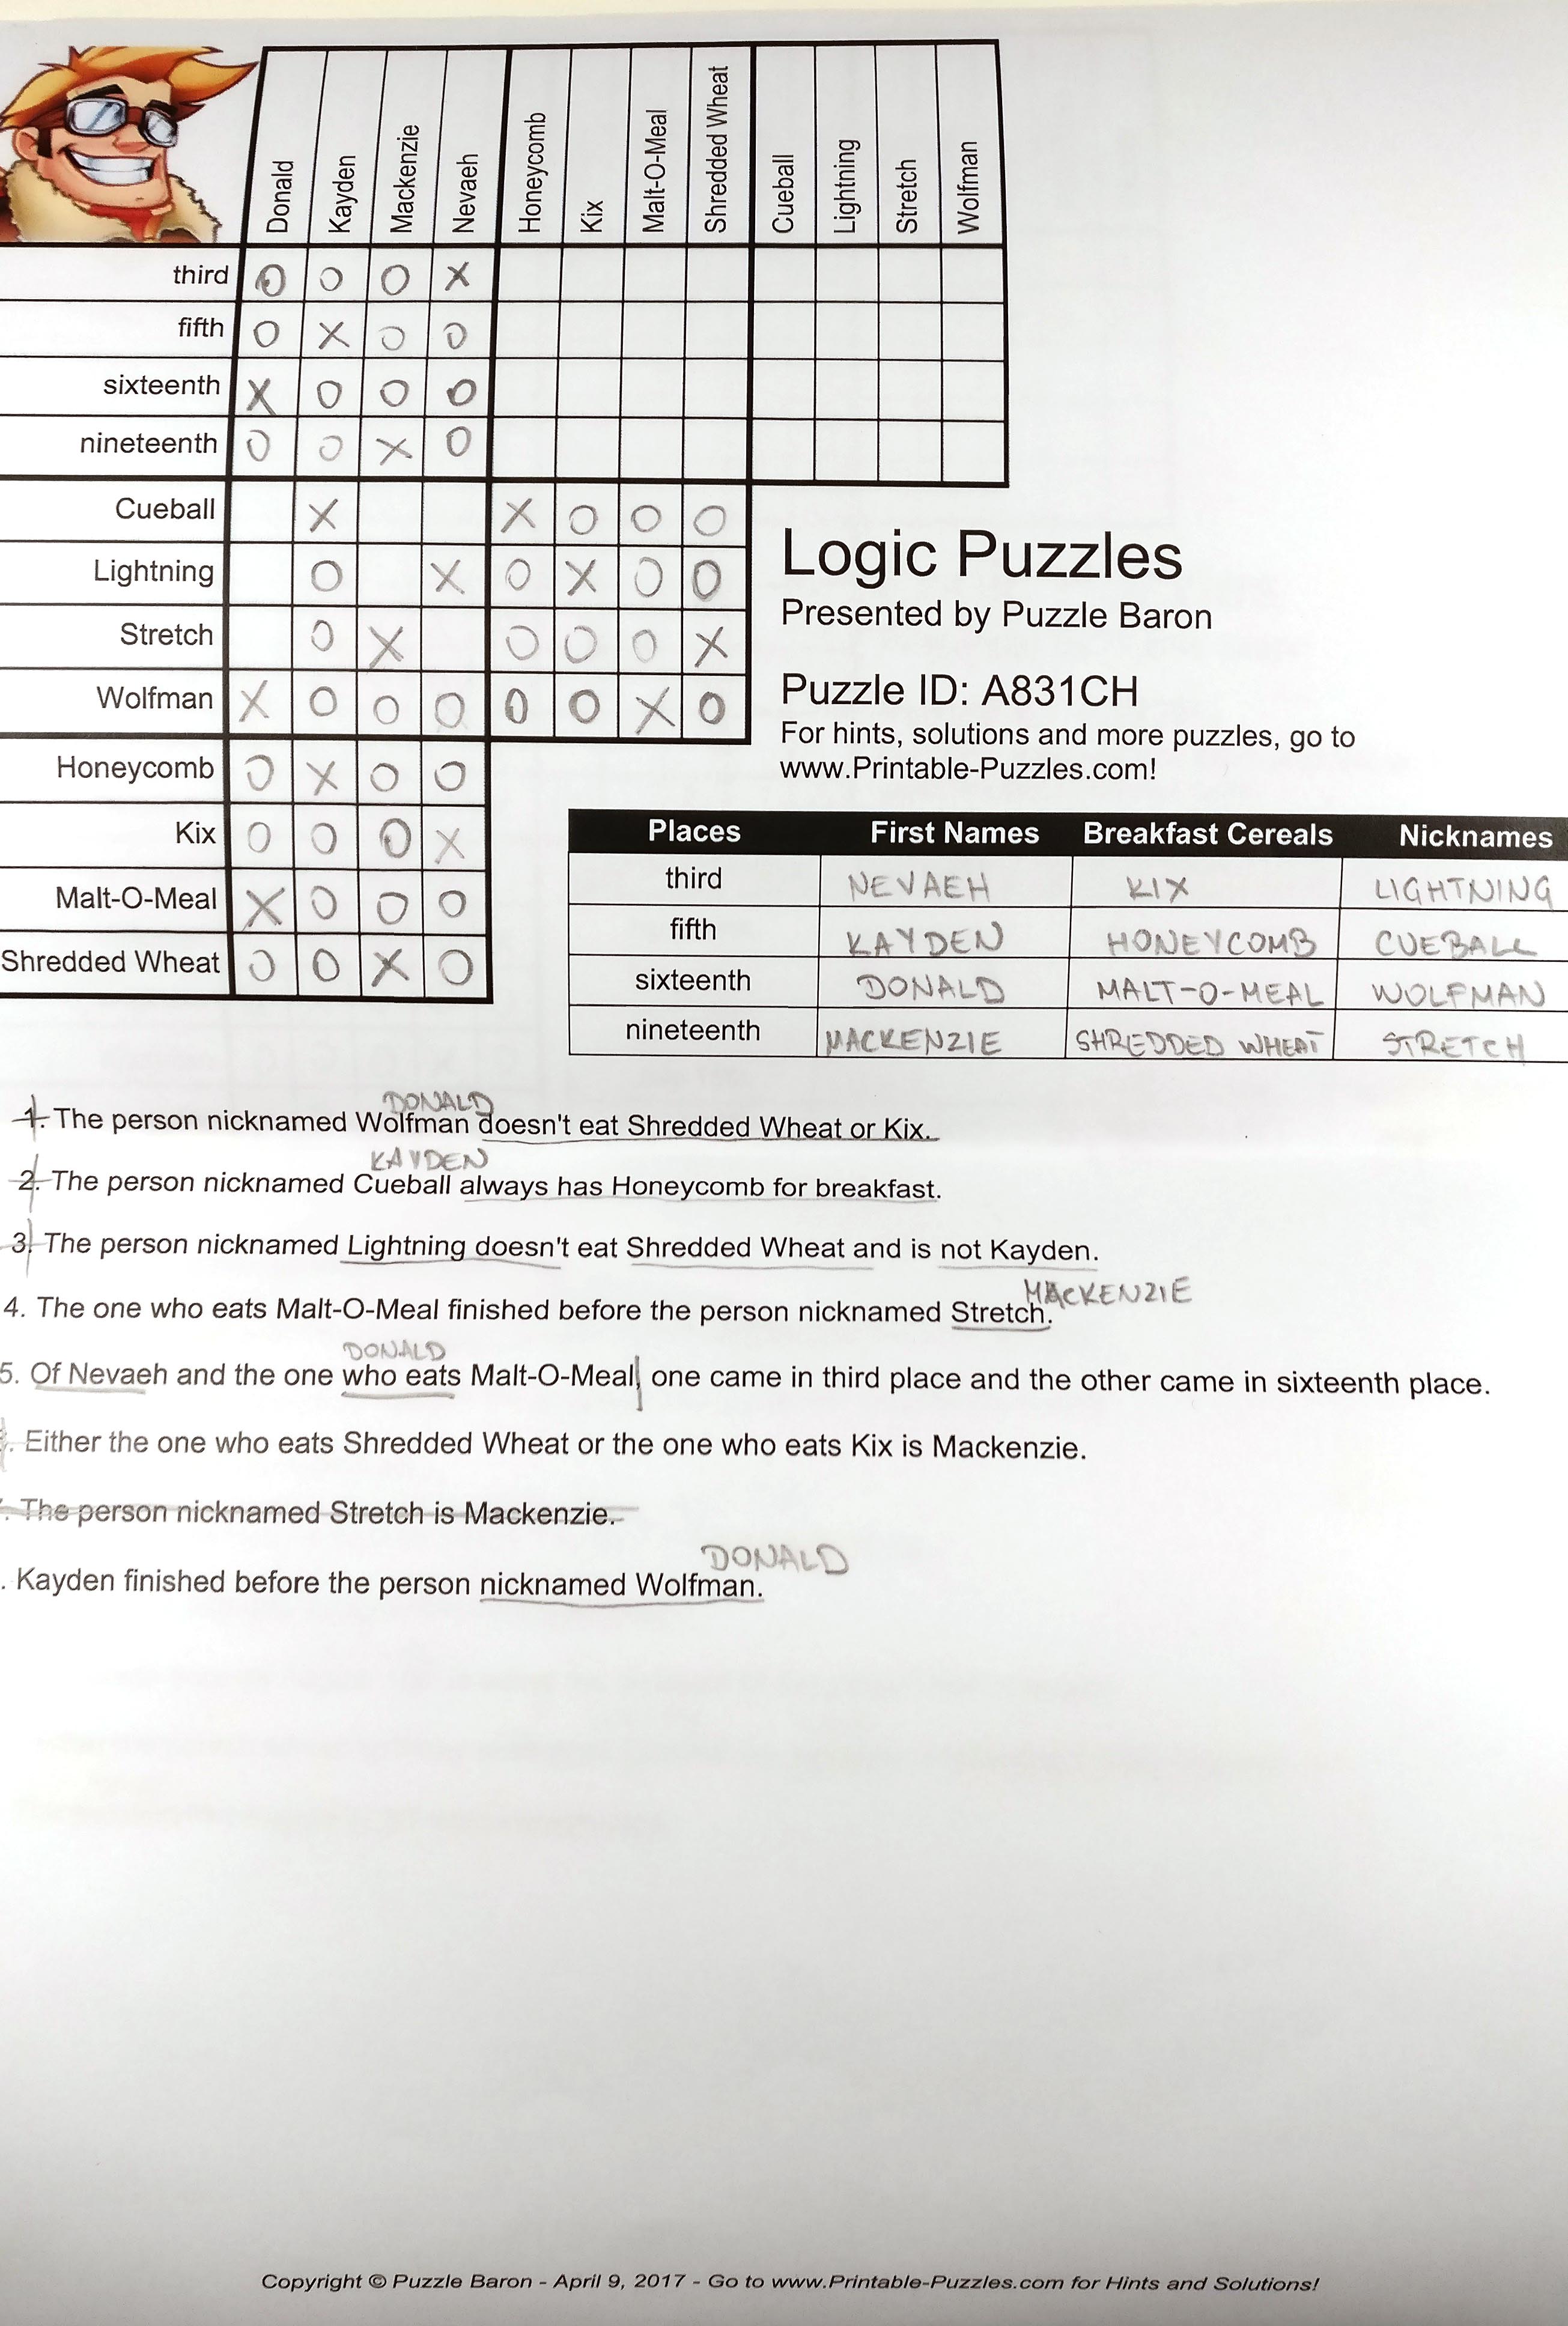 Donald Kayden Mackenzie Nevaeh Honeycomb Kix Malt-O-Meal Shredded Wheat Cueball Lightning Stretch Wolfman
third O O O X
fifth O X O O
sixteenth X O O O
nineteenth O O X O
Cueball X X O O O
Lightning O X O X O O
Stretch O X O O O X
Wolfman X O O O O O X O
Honeycomb O X O O
Kix O O O X
Malt-O-Meal X O O O
Shredded Wheat O O X O
Logic Puzzles
Presented by Puzzle Baron
Puzzle ID: A831CH
For hints, solutions and more puzzles, go to
www.Printable-Puzzles.com!
Places First Names Breakfast Cereals Nicknames
third NEVAEH KIX LIGHTNING
fifth KAYDEN HONEYCOMB CUEBALL
sixteenth DONALD MALT-O-MEAL WOLFMAN
nineteenth MACKENZIE SHREDDED WHEAT STRETCH
DONALD
1. The person nicknamed Wolfman doesn't eat Shredded Wheat or Kix.
KAYDEN
2. The person nicknamed Cueball always has Honeycomb for breakfast.
3. The person nicknamed Lightning doesn't eat Shredded Wheat and is not Kayden.
MACKENZIE
4. The one who eats Malt-O-Meal finished before the person nicknamed Stretch.
DONALD
5. Of Nevaeh and the one who eats Malt-O-Meal, one came in third place and the other came in sixteenth place.
. Either the one who eats Shredded Wheat or the one who eats Kix is Mackenzie.
. The person nicknamed Stretch is Mackenzie.
DONALD
. Kayden finished before the person nicknamed Wolfman.
Copyright © Puzzle Baron - April 9, 2017 - Go to www.Printable-Puzzles.com for Hints and Solutions!